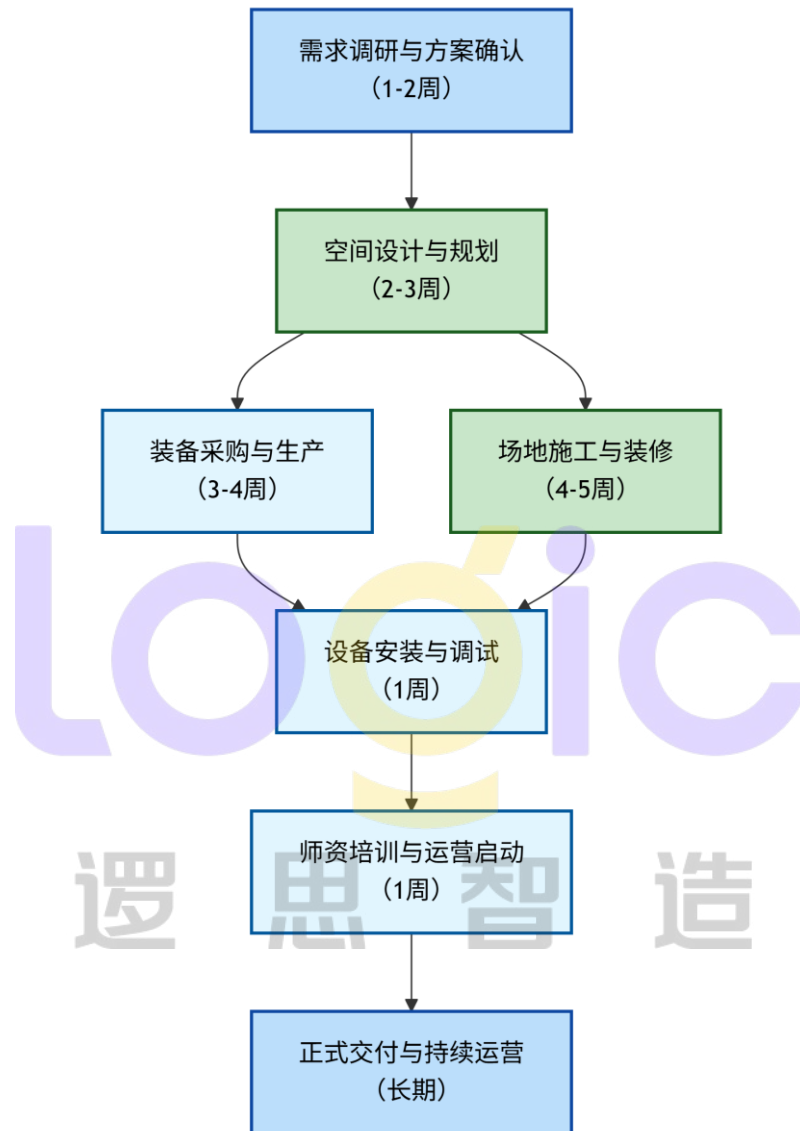 需求调研与方案确认
（1-2周）
空间设计与规划
（2-3周）
装备采购与生产
（3-4周）
场地施工与装修
（4-5周）
设备安装与调试
（1周）
师资培训与运营启动
（1周）
正式交付与持续运营
（长期）
Logic
逻思智造